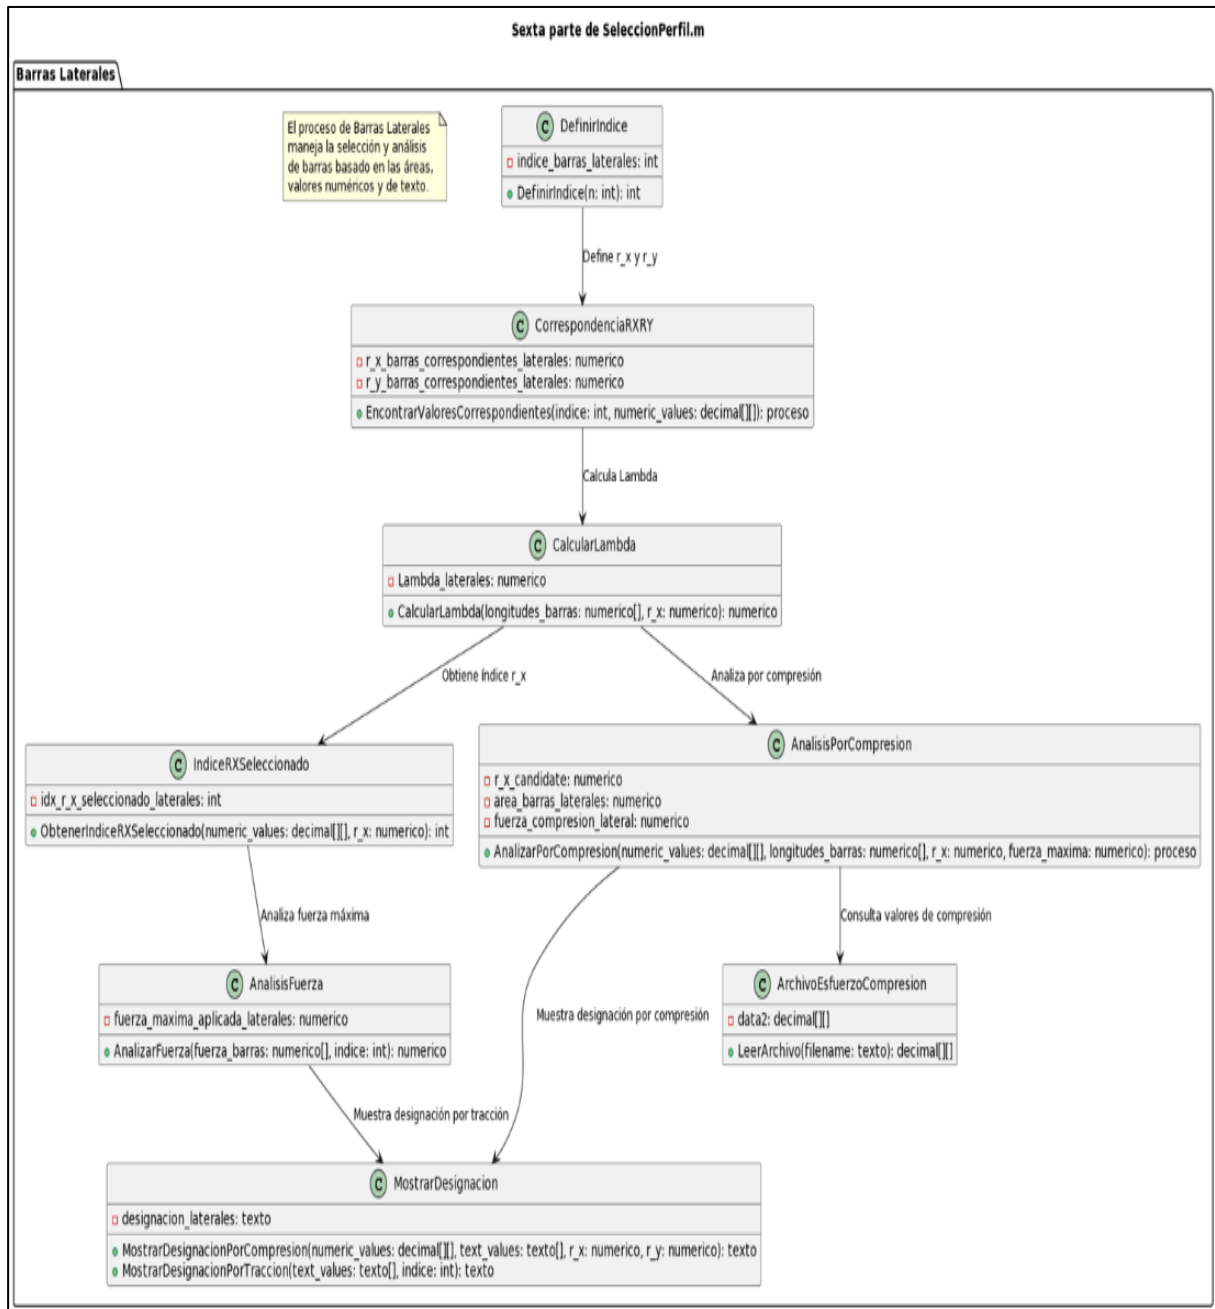 Sexta parte de SeleccionPerfil.m
Barras Laterales
El proceso de Barras Laterales
maneja la selección y análisis
de barras basado en las áreas,
valores numéricos y de texto.
C DefinirIndice
indice_barras_laterales: int
DefinirIndice(n: int): int
Define r_x y r_y
C CorrespondenciaRXRY
r_x_barras_correspondientes_laterales: numerico
r_y_barras_correspondientes_laterales: numerico
EncontrarValoresCorrespondientes(indice: int, numeric_values: decimal[][]): proceso
Calcula Lambda
C CalcularLambda
Lambda_laterales: numerico
CalcularLambda(longitudes_barras: numerico[], r_x: numerico): numerico
Obtiene índice r_x
Analiza por compresión
C IndiceRXSeleccionado
idx_r_x_seleccionado_laterales: int
ObtenerIndiceRXSeleccionado(numeric_values: decimal[][], r_x: numerico): int
C AnalisisPorCompresion
r_x_candidate: numerico
area_barras_laterales: numerico
fuerza_compresion_lateral: numerico
AnalizarPorCompresion(numeric_values: decimal[][], longitudes_barras: numerico[], r_x: numerico, fuerza_maxima: numerico): proceso
Analiza fuerza máxima
Consulta valores de compresión
C AnalisisFuerza
fuerza_maxima_aplicada_laterales: numerico
AnalizarFuerza(fuerza_barras: numerico[], indice: int): numerico
Muestra designación por compresión
C ArchivoEsfuerzoCompresion
data2: decimal[][]
LeerArchivo(filename: texto): decimal[][]
Muestra designación por tracción
C MostrarDesignacion
designacion_laterales: texto
MostrarDesignacionPorCompresion(numeric_values: decimal[][], text_values: texto[], r_x: numerico, r_y: numerico): texto
MostrarDesignacionPorTraccion(text_values: texto[], indice: int): texto